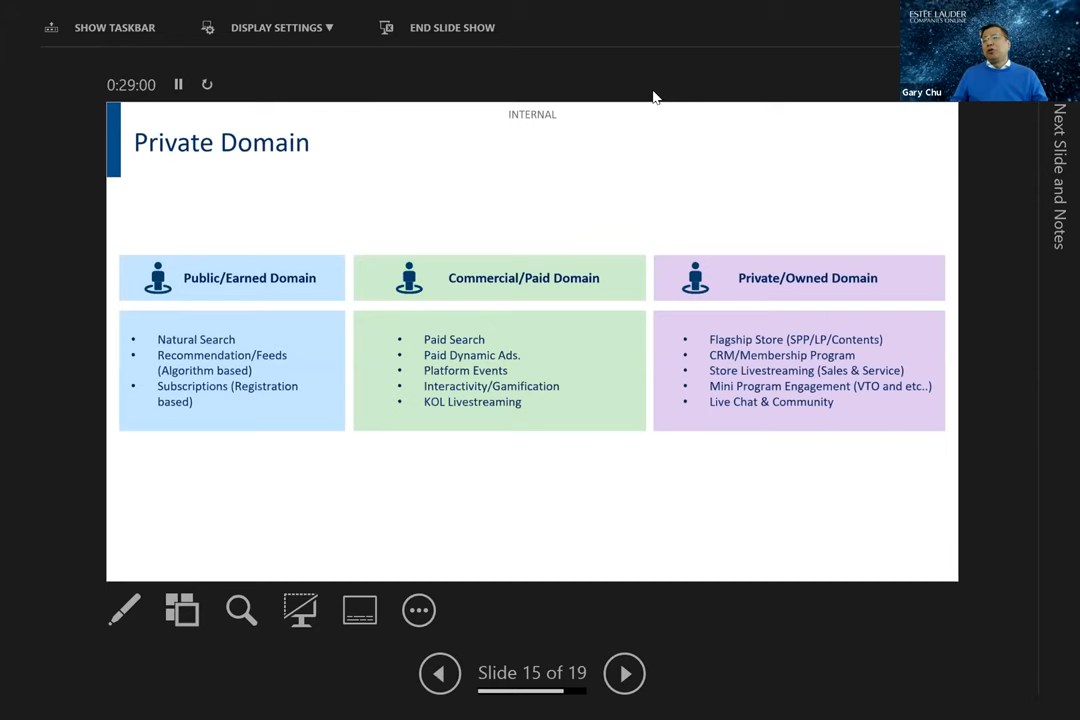 SHOW TASKBAR
DISPLAY SETTINGS ▼
END SLIDE SHOW
ESTĒE LAUDER
COMPANIES ONLINE
Gary Chu
0:29:00
INTERNAL
Private Domain
Next Slide and Notes
Public/Earned Domain
Commercial/Paid Domain
Private/Owned Domain
• Natural Search
• Recommendation/Feeds
(Algorithm based)
• Subscriptions (Registration
based)
• Paid Search
• Paid Dynamic Ads.
• Platform Events
• Interactivity/Gamification
• KOL Livestreaming
• Flagship Store (SPP/LP/Contents)
• CRM/Membership Program
• Store Livestreaming (Sales & Service)
• Mini Program Engagement (VTO and etc..)
• Live Chat & Community
Slide 15 of 19